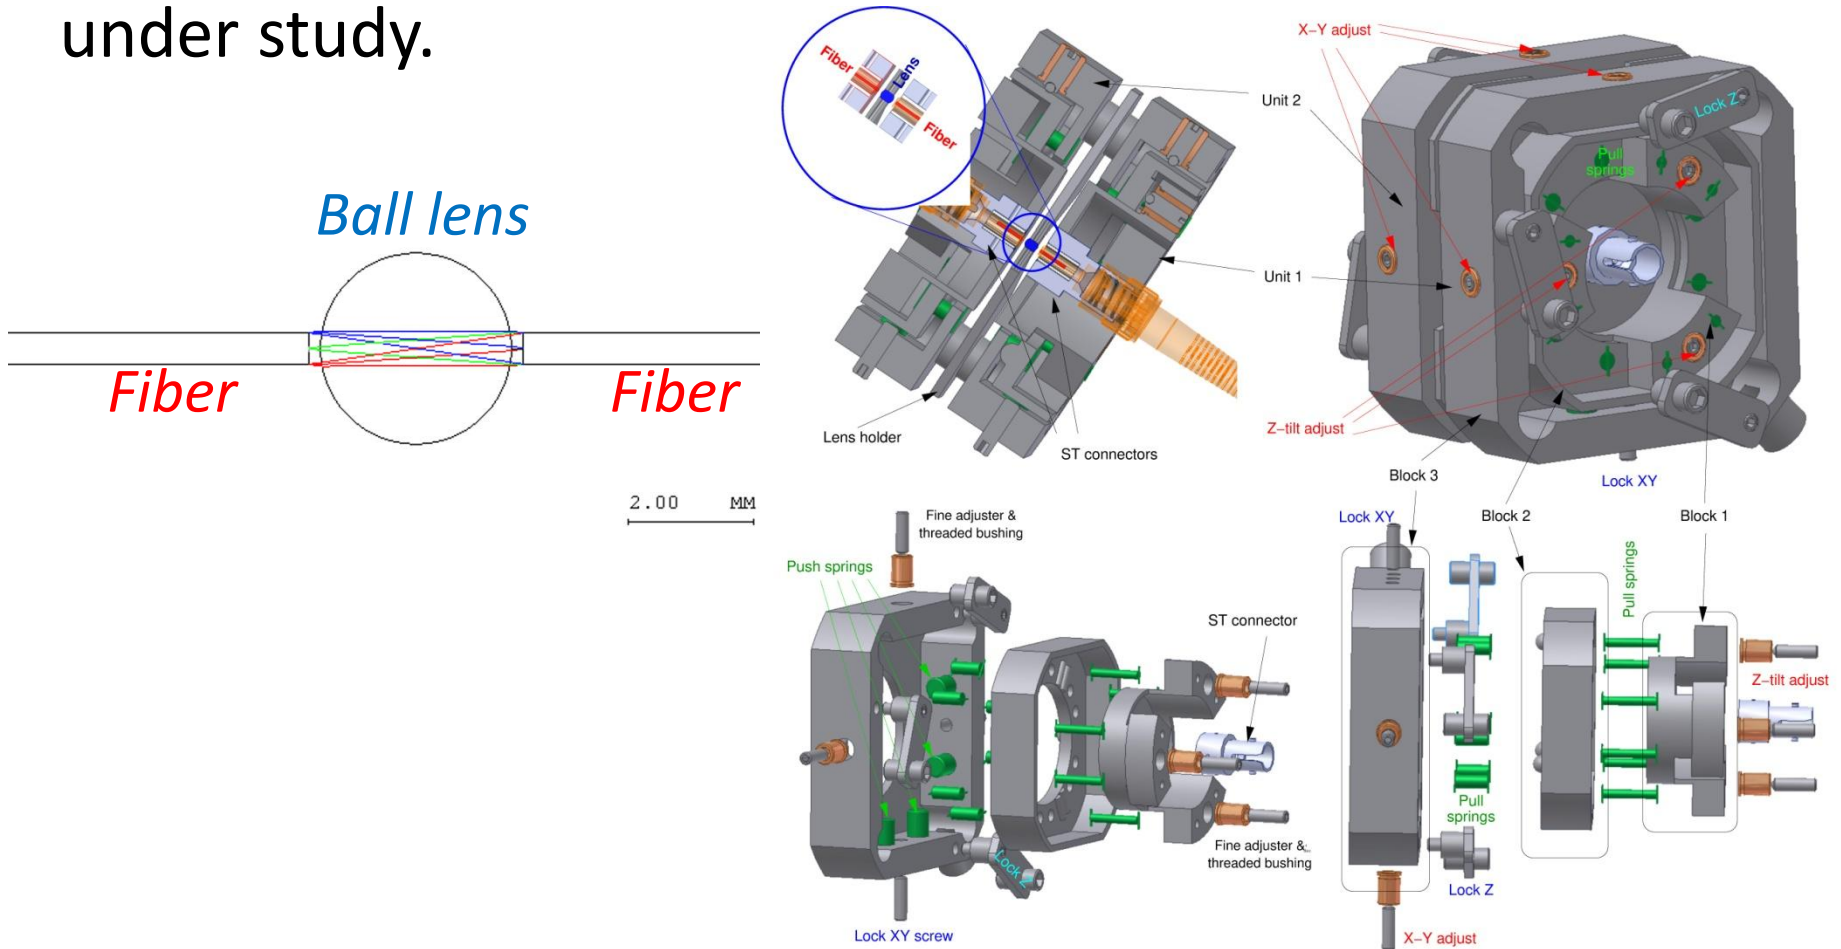 under study.
Ball lens
Fiber
Fiber
2.00 MM
Fiber
Lens
Fiber
Unit 2
Unit 1
Lens holder
ST connectors
X-Y adjust
Lock Z
Pull
springs
Z-tilt adjust
Lock XY
Block 3
Block 2
Block 1
Fine adjuster &
threaded bushing
Push springs
ST connector
Lock Z
Fine adjuster &
threaded bushing
Lock XY screw
Lock XY
Pull springs
Z-tilt adjust
Pull
springs
Lock Z
X-Y adjust